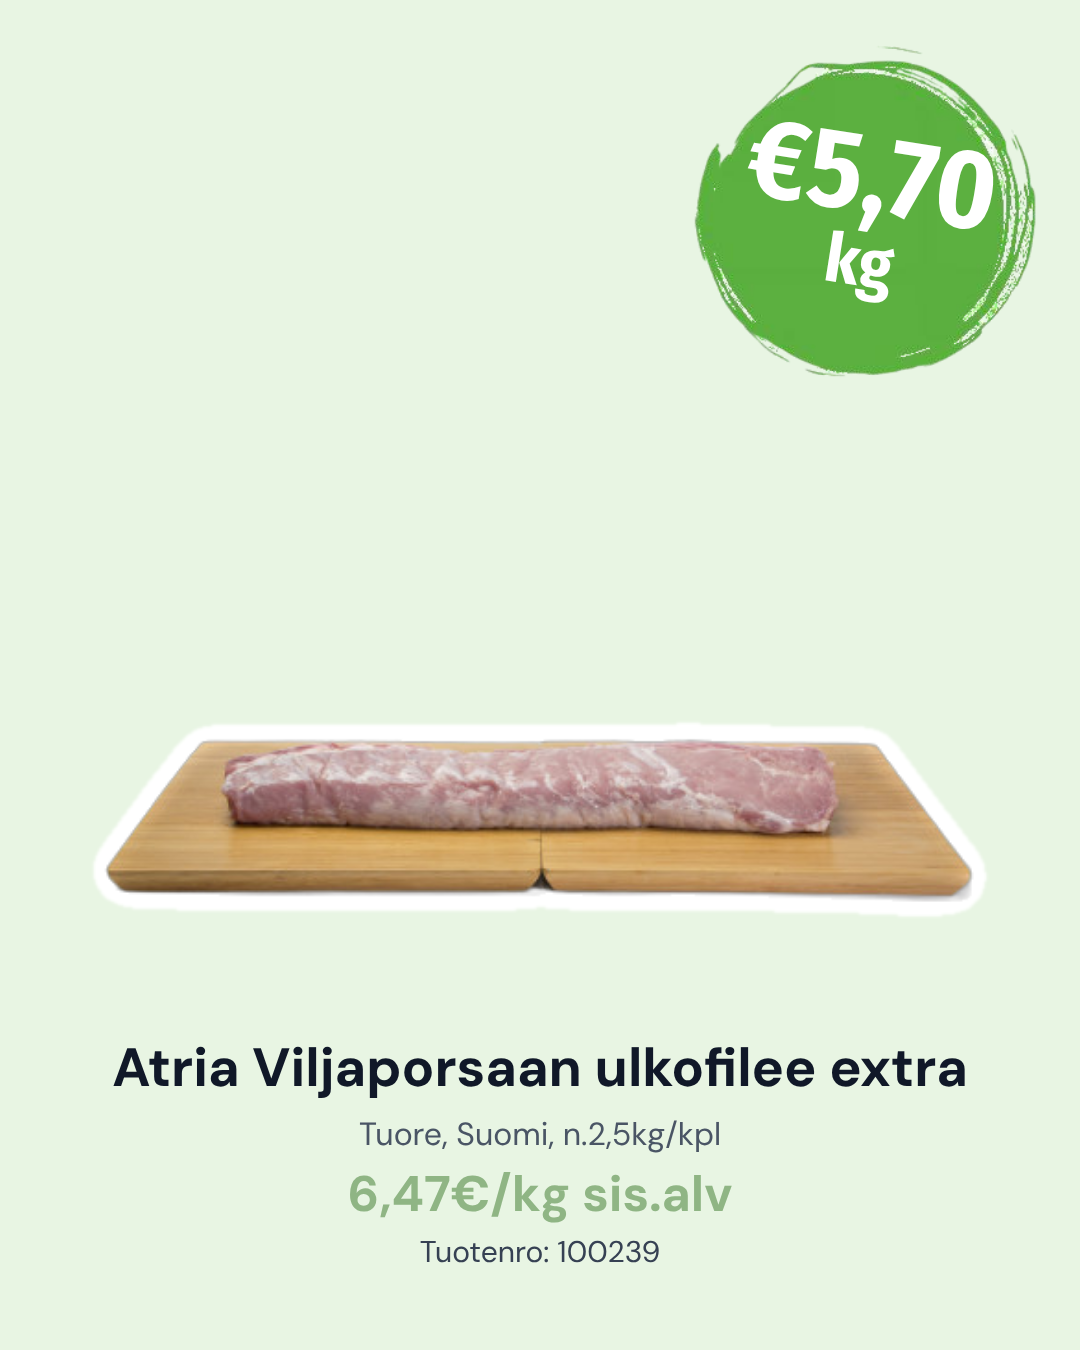 €5,70
kg
Atria Viljaporsaan ulkofilee extra
Tuore, Suomi, n.2,5kg/kpl
6,47€/kg sis.alv
Tuotenro: 100239